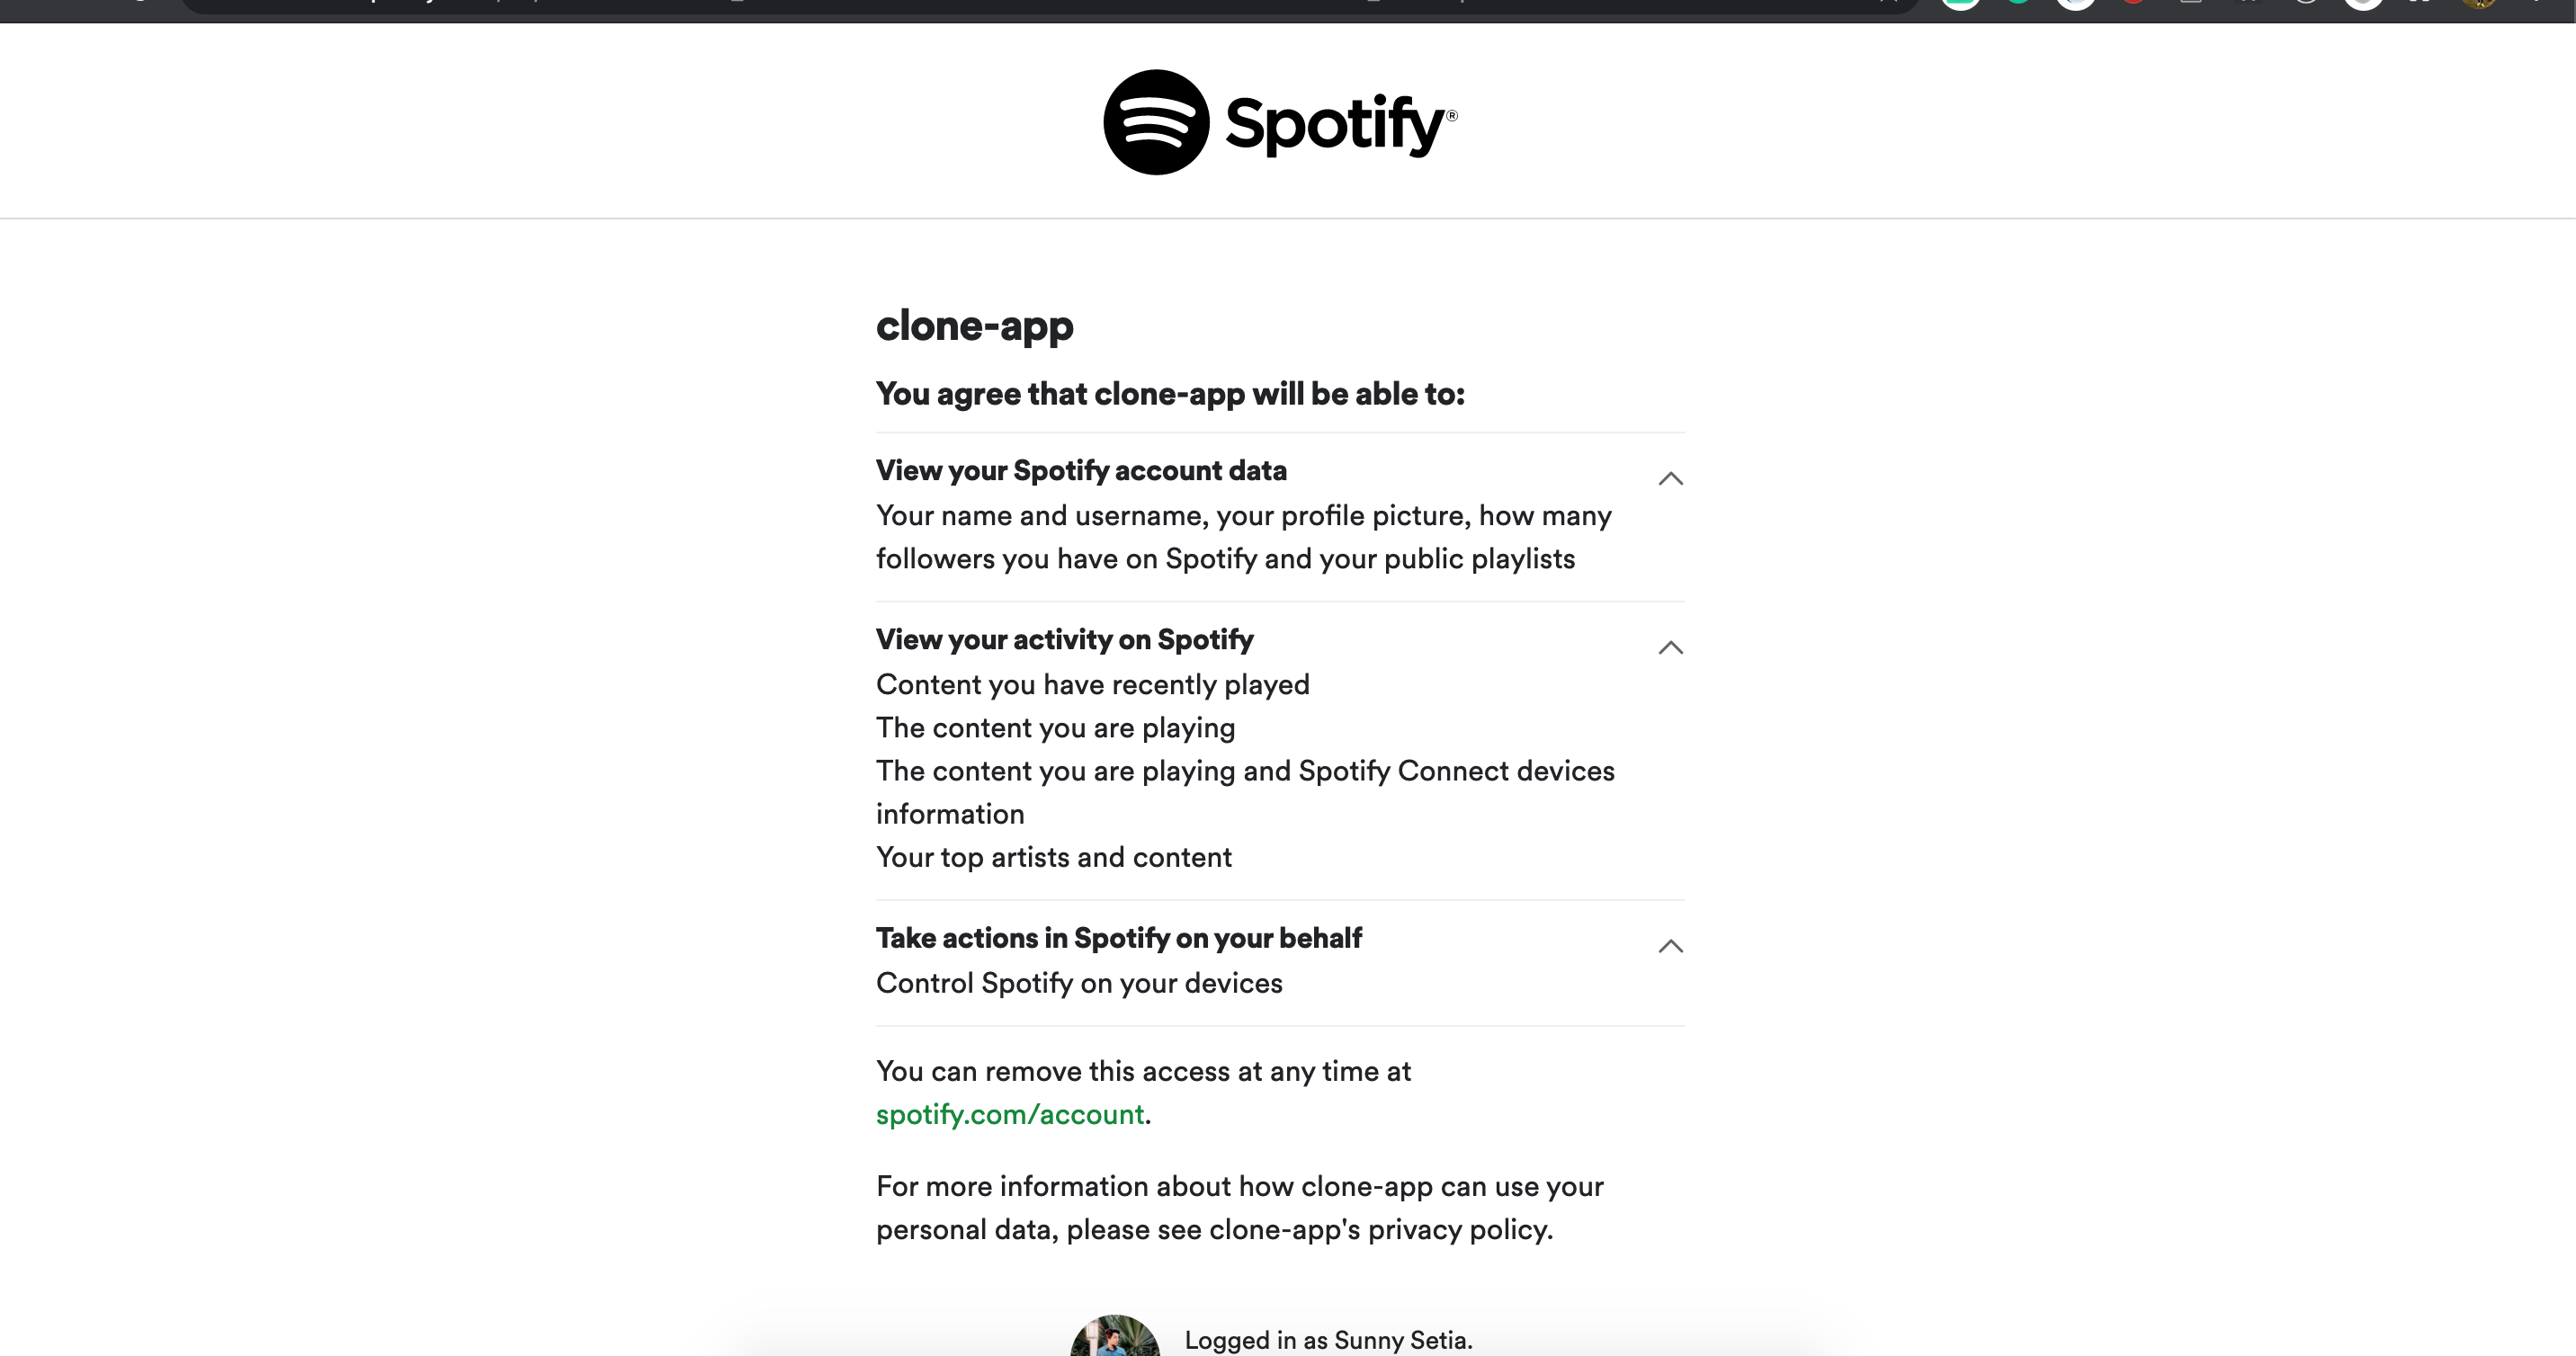 Spotify®
clone-app
You agree that clone-app will be able to:
View your Spotify account data
Your name and username, your profile picture, how many
followers you have on Spotify and your public playlists
View your activity on Spotify
Content you have recently played
The content you are playing
The content you are playing and Spotify Connect devices
information
Your top artists and content
Take actions in Spotify on your behalf
Control Spotify on your devices
You can remove this access at any time at
spotify.com/account.
For more information about how clone-app can use your
personal data, please see clone-app's privacy policy.
Logged in as Sunny Setia.